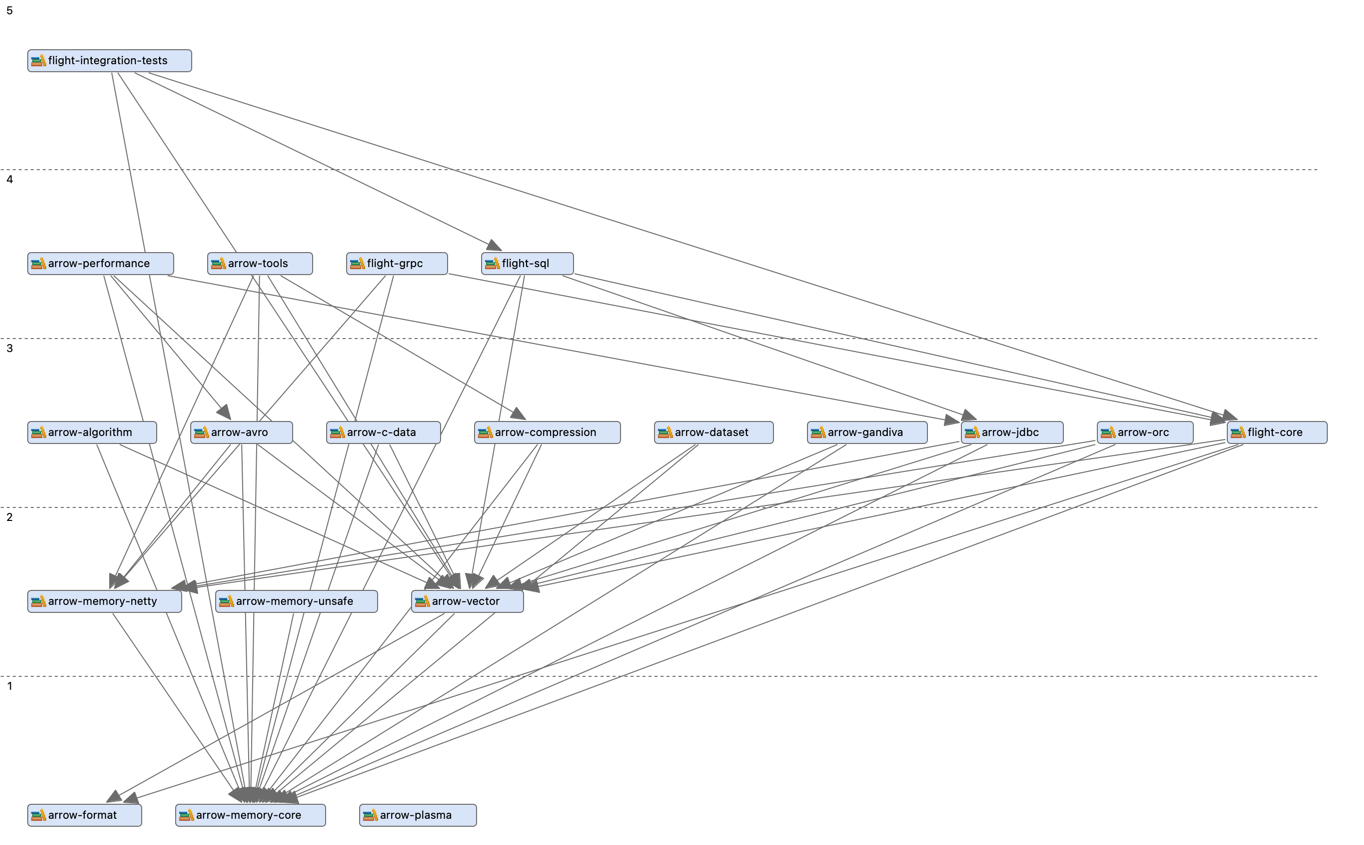 5
flight-integration-tests
4
arrow-performance
arrow-tools
flight-grpc
flight-sql
3
arrow-algorithm
arrow-avro
arrow-c-data
arrow-compression
arrow-dataset
arrow-gandiva
arrow-jdbc
arrow-orc
flight-core
2
arrow-memory-netty
arrow-memory-unsafe
arrow-vector
1
arrow-format
arrow-memory-core
arrow-plasma